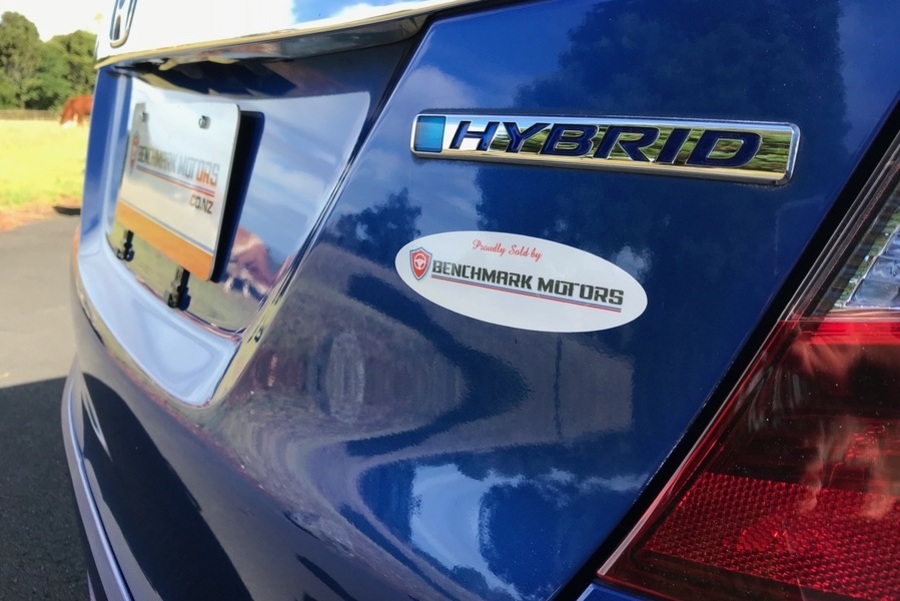 HYBRID
Proudly Sold by
BENCHMARK MOTORS
BENCHMARK MOTORS
.CO.NZ